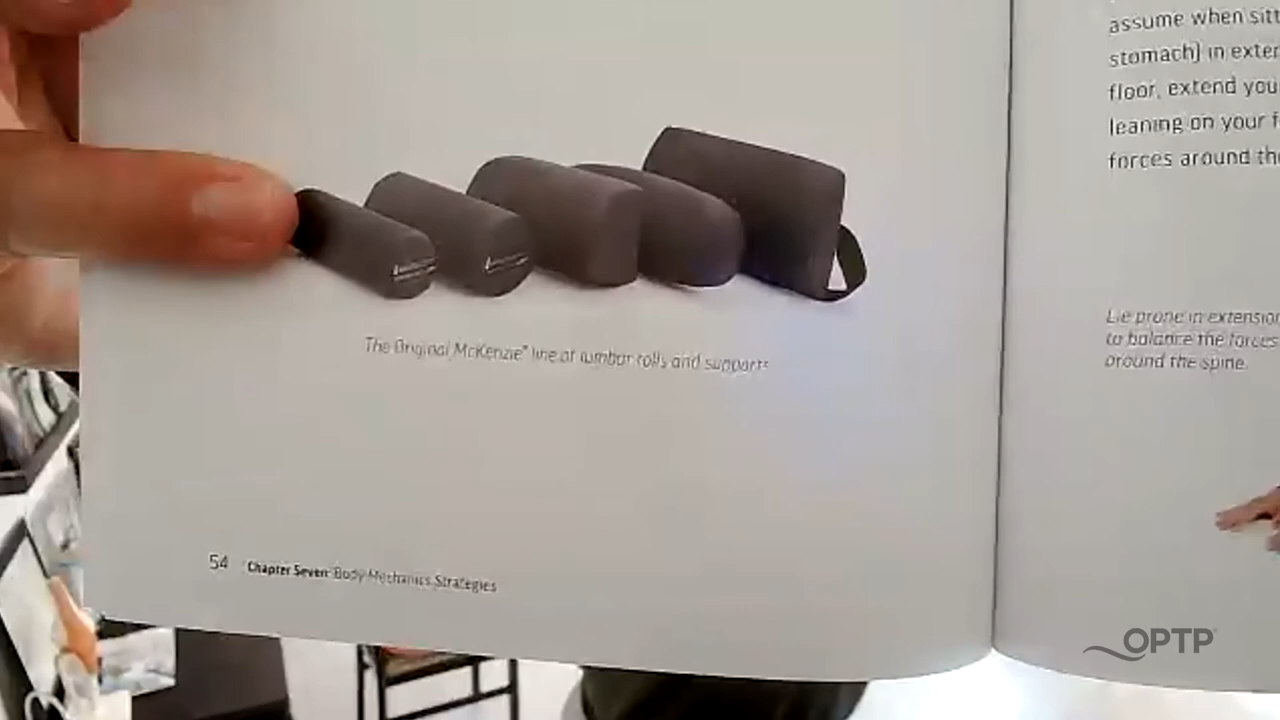 The Original McKenzie® line of lumbar rolls and supports
54 Chapter Seven Body Mechanics Strategies
assume when sitt
stomach) in exter
floor, extend you
leaning on your f
forces around the
Lie prone in extension
to balance the forces
around the spine.
OPTP